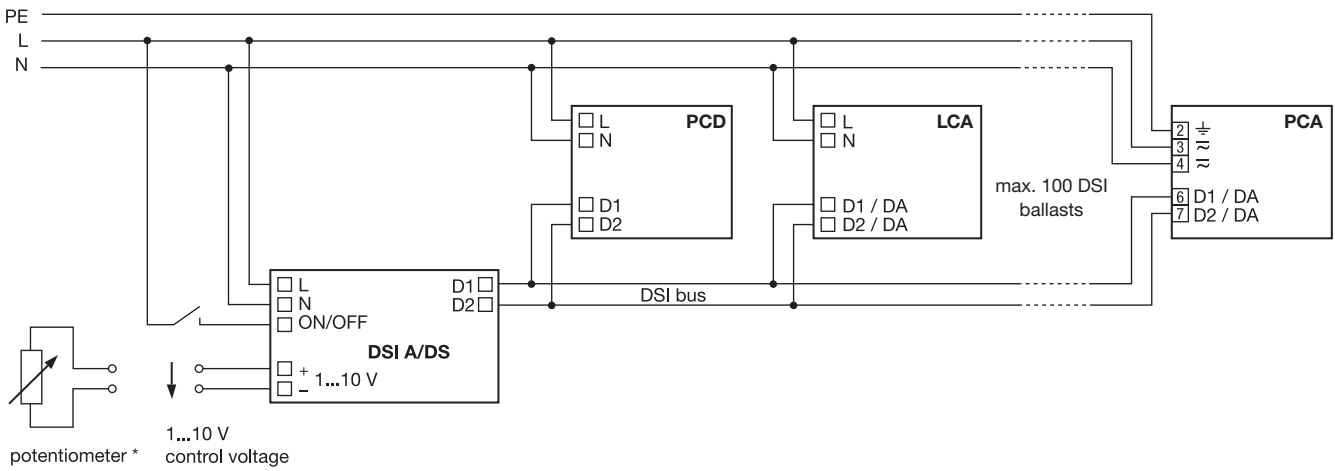 PE
L
N
L
N
PCD
D1
D2
L
N
LCA
D1 / DA
D2 / DA
max. 100 DSI
ballasts
2
3
4
PCA
6 D1 / DA
7 D2 / DA
L
N
ON/OFF
D1
D2
DSI A/DS
+
1...10 V
–
DSI bus
potentiometer *
1...10 V
control voltage